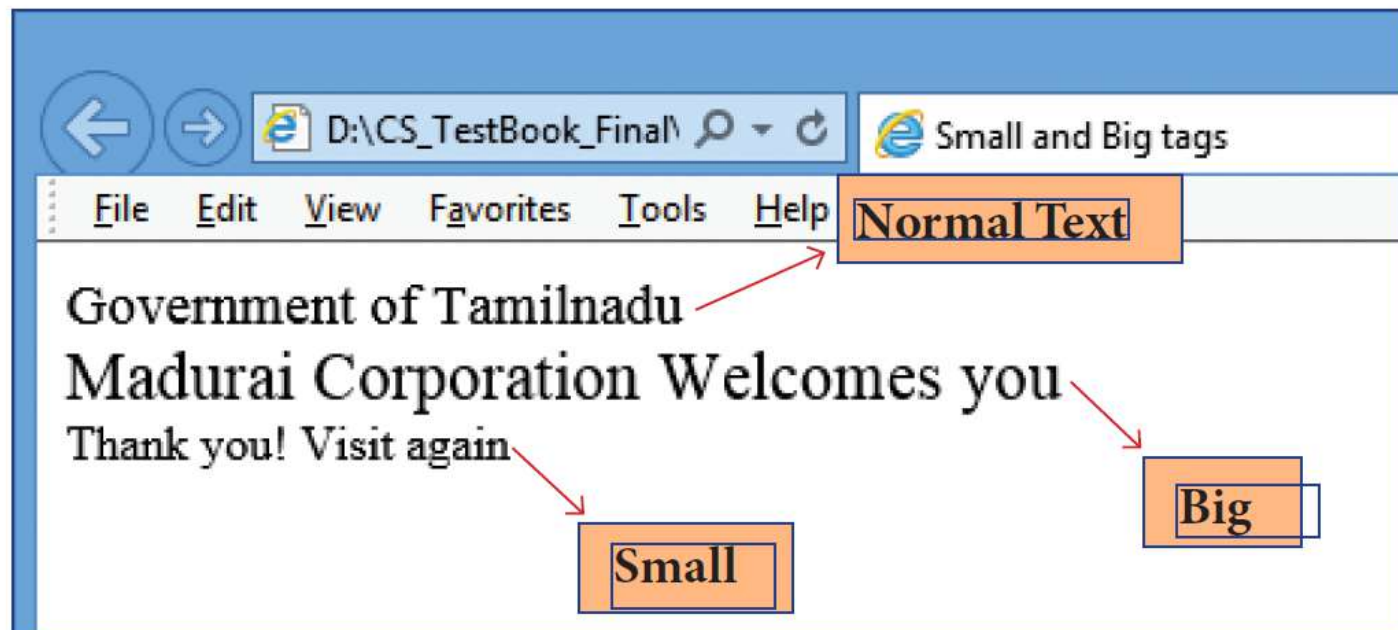 D:\CS_TestBook_Final\
Small and Big tags
File Edit View Favorites Tools Help
Normal Text
Government of Tamilnadu
Madurai Corporation Welcomes you
Thank you! Visit again
Big
Small